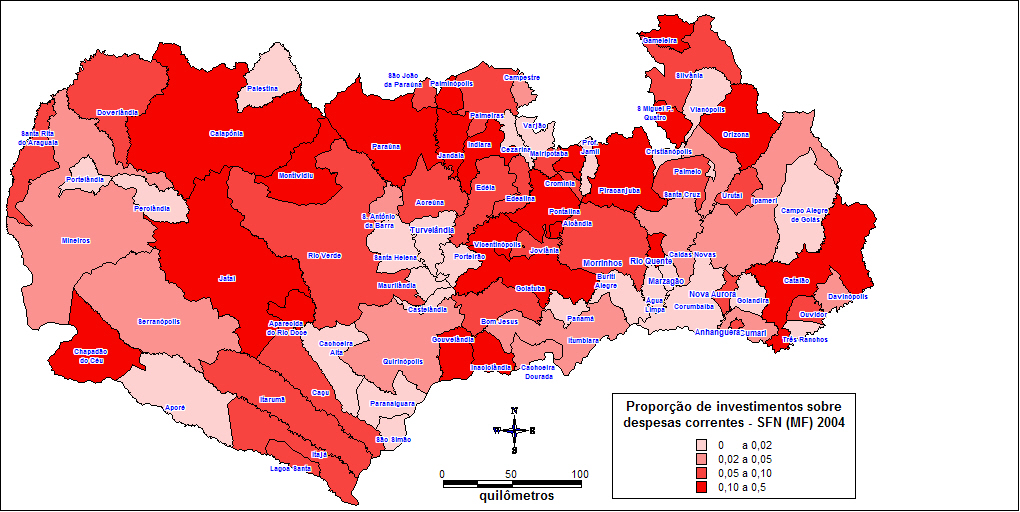 Gameleira
São João
da Paraúna
Palminópolis
Campestre
Silvânia
Palestina
Doverlândia
Vianópolis
S Miguel P.
Quatro
Palmeiras
Varjão
Santa Rita
do Araguaia
Caiapônia
Orizona
Paraúna
Indiara
Cezarina
Prof.
Jamil
Jandaia
Mairipotaba
Cristianópolis
Portelândia
Montividiu
Palmelo
Edéia
Cromínia
Piracanjuba
Santa Cruz
Urutaí
Ipameri
Perolândia
Acreúna
Edealina
Pontalina
Campo Alegre
de Goiás
S. Antônio
da Barra
Turvelândia
Aloândia
Mineiros
Vicentinópolis
Joviânia
Rio Verde
Santa Helena
Porteirão
Morrinhos
Rio Quente
Caldas Novas
Jataí
Maurilândia
Goiatuba
Buriti
Alegre
Marzagão
Catalão
Nova Aurora
Davinópolis
Água
Limpa
Corumbaíba
Goiandira
Castelândia
Serranópolis
Aparecida
do Rio Doce
Bom Jesus
Panamá
Ouvidor
Anhanguera
Cumari
Três Ranchos
Cachoeira
Alta
Gouvelândia
Itumbiara
Chapadão
do Céu
Quirinópolis
Inaciolândia
Cachoeira
Dourada
Caçu
Itarumã
Paranaiguara
Aporé
São Simão
Itajá
Lagoa Santa
N
W E
S
0 50 100
quilômetros
Proporção de investimentos sobre
despesas correntes - SFN (MF) 2004
0 a 0,02
0,02 a 0,05
0,05 a 0,10
0,10 a 0,5